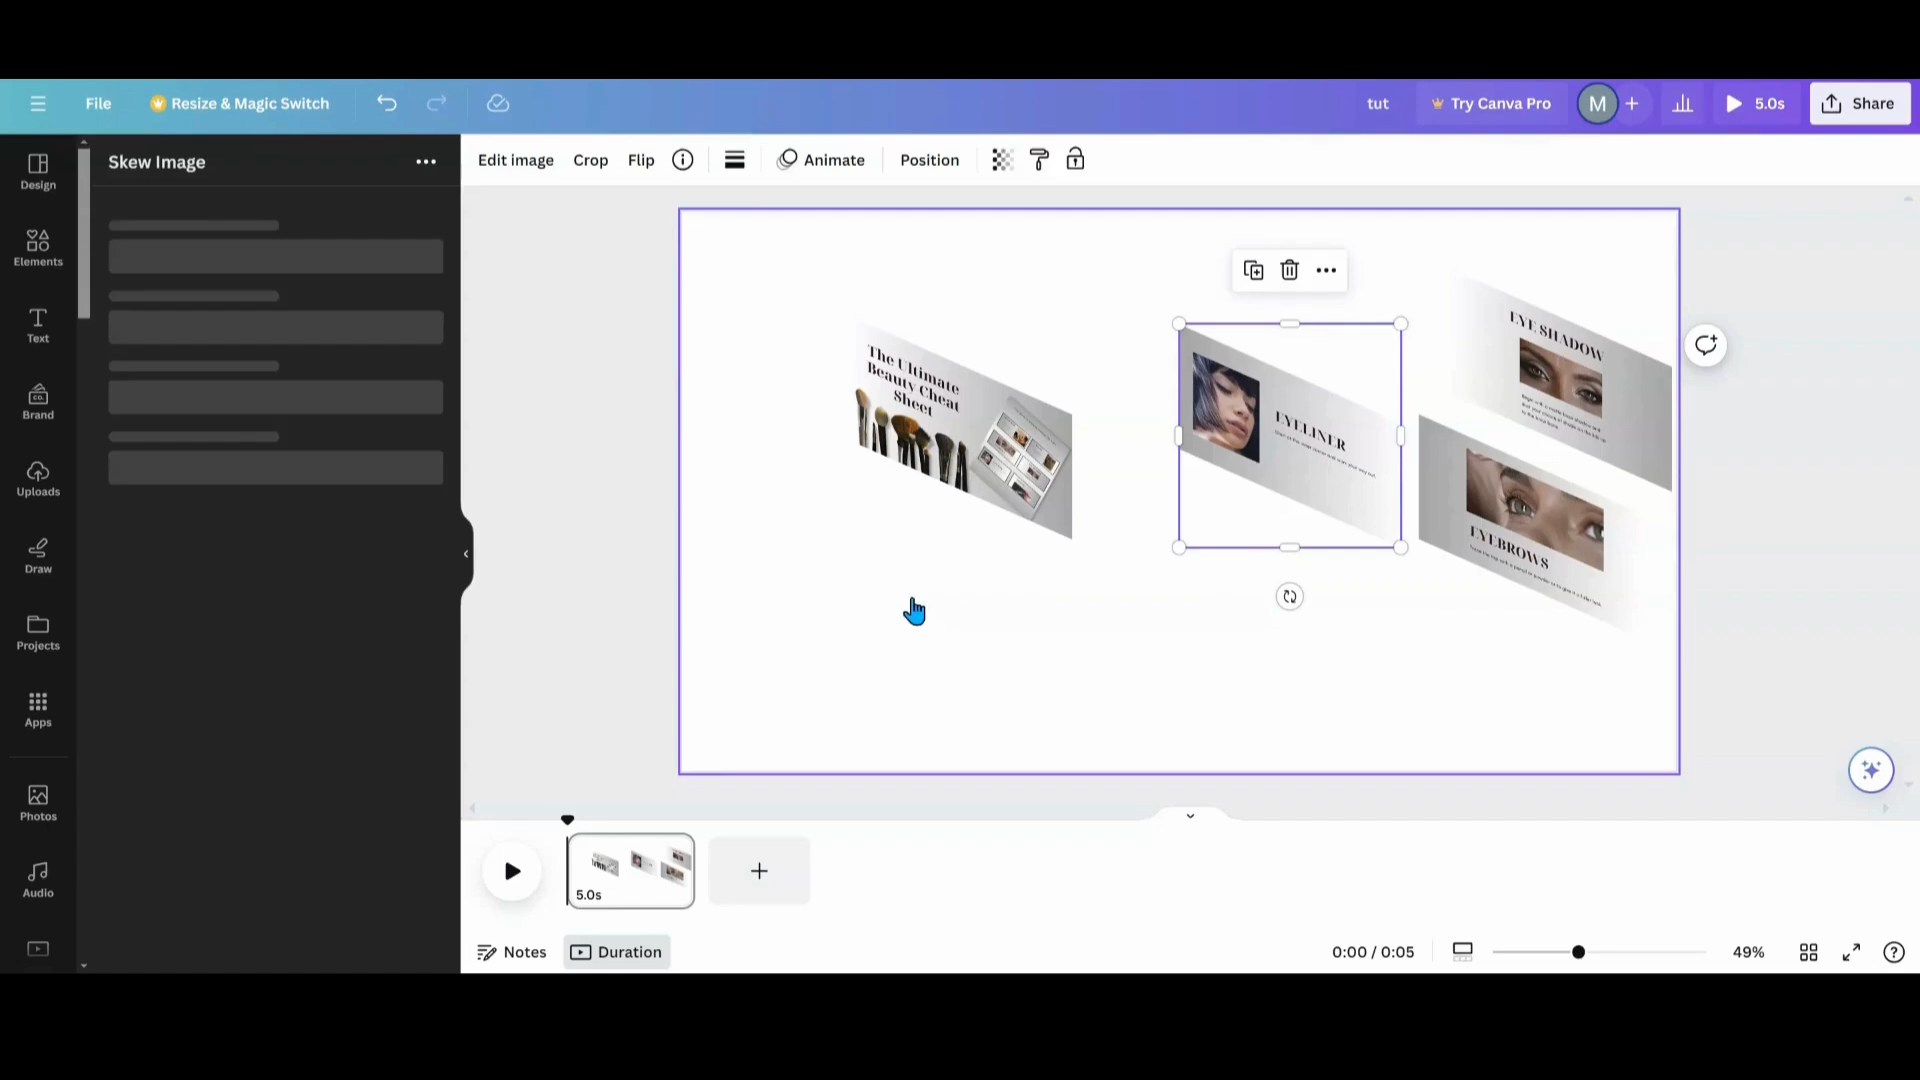 File
Resize & Magic Switch
tut
Try Canva Pro
M
5.0s
Share
Design
Elements
Text
Brand
Uploads
Draw
Projects
Apps
Photos
Audio
Skew Image
Edit image
Crop
Flip
Animate
Position
The Ultimate
Beauty Cheat
Sheet
EYELINER
EYE SHADOW
EYEBROWS
5.0s
Notes
Duration
0:00 / 0:05
49%